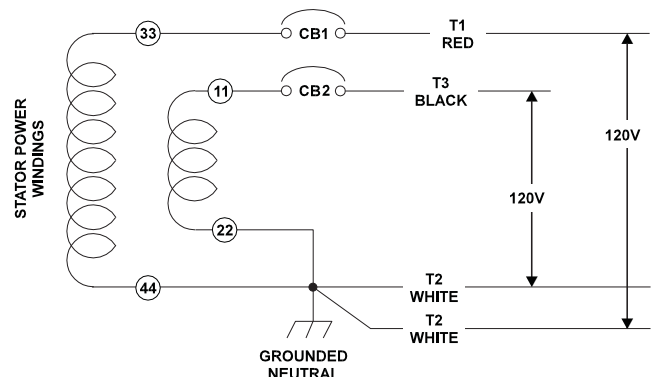 33
CB1
T1
RED
11
CB2
T3
BLACK
STATOR POWER
WINDINGS
120V
120V
22
44
T2
WHITE
T2
WHITE
GROUNDED
NEUTRAL